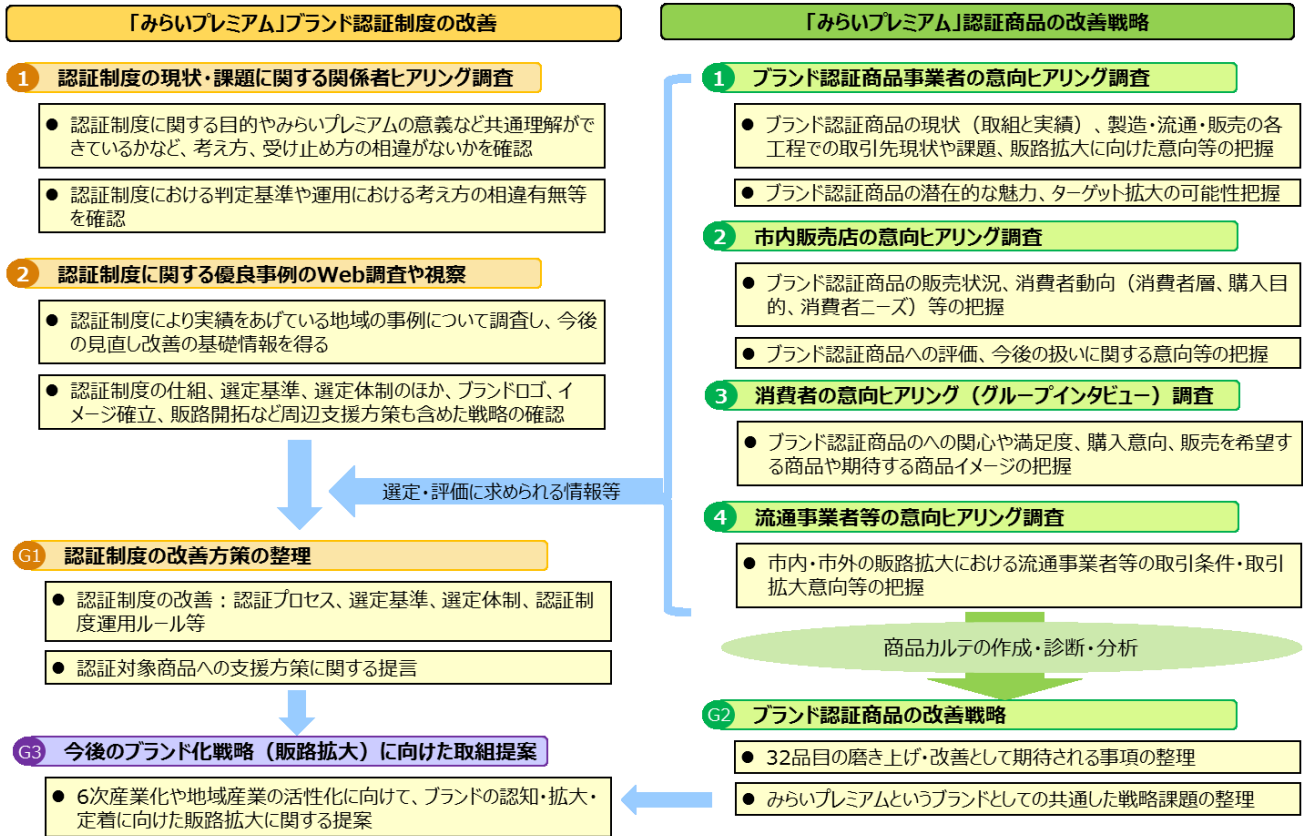 「みらいプレミアム」ブランド認証制度の改善
1 認証制度の現状・課題に関する関係者ヒアリング調査
● 認証制度に関する目的やみらいプレミアムの意義など共通理解がで
きているかなど、考え方、受け止め方の相違がないかを確認
● 認証制度における判定基準や運用における考え方の相違有無等
を確認
2 認証制度に関する優良事例のWeb調査や視察
● 認証制度により実績をあげている地域の事例について調査し、今後
の見直し改善の基礎情報を得る
● 認証制度の仕組、選定基準、選定体制のほか、ブランドロゴ、イ
メージ確立、販路開拓など周辺支援方策も含めた戦略の確認
選定・評価に求められる情報等
G1 認証制度の改善方策の整理
● 認証制度の改善：認証プロセス、選定基準、選定体制、認証制
度運用ルール等
● 認証対象商品への支援方策に関する提言
G3 今後のブランド化戦略（販路拡大）に向けた取組提案
● 6次産業化や地域産業の活性化に向けて、ブランドの認知・拡大・
定着に向けた販路拡大に関する提案
「みらいプレミアム」認証商品の改善戦略
1 ブランド認証商品事業者の意向ヒアリング調査
● ブランド認証商品の現状（取組と実績）、製造・流通・販売の各
工程での取引先現状や課題、販路拡大に向けた意向等の把握
● ブランド認証商品の潜在的な魅力、ターゲット拡大の可能性把握
2 市内販売店の意向ヒアリング調査
● ブランド認証商品の販売状況、消費者動向（消費者層、購入目
的、消費者ニーズ）等の把握
● ブランド認証商品への評価、今後の扱いに関する意向等の把握
3 消費者の意向ヒアリング（グループインタビュー）調査
● ブランド認証商品のへの関心や満足度、購入意向、販売を希望す
る商品や期待する商品イメージの把握
4 流通事業者等の意向ヒアリング調査
● 市内・市外の販路拡大における流通事業者等の取引条件・取引
拡大意向等の把握
商品カルテの作成・診断・分析
G2 ブランド認証商品の改善戦略
● 32品目の磨き上げ・改善として期待される事項の整理
● みらいプレミアムというブランドとしての共通した戦略課題の整理